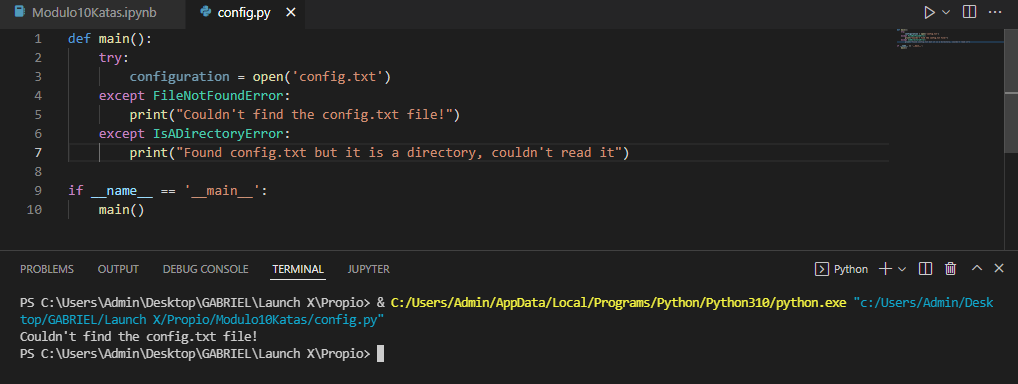 Modulo10Katas.ipynb config.py
1 def main():
2 try:
3 configuration = open('config.txt')
4 except FileNotFoundError:
5 print("Couldn't find the config.txt file!")
6 except IsADirectoryError:
7 print("Found config.txt but it is a directory, couldn't read it")
8
9 if __name__ == '__main__':
10 main()
PROBLEMS OUTPUT DEBUG CONSOLE TERMINAL JUPYTER Python
PS C:\Users\Admin\Desktop\GABRIEL\Launch X\Propio> & C:/Users/Admin/AppData/Local/Programs/Python/Python310/python.exe "c:/Users/Admin/Desk
top/GABRIEL/Launch X/Propio/Modulo10Katas/config.py"
Couldn't find the config.txt file!
PS C:\Users\Admin\Desktop\GABRIEL\Launch X\Propio>